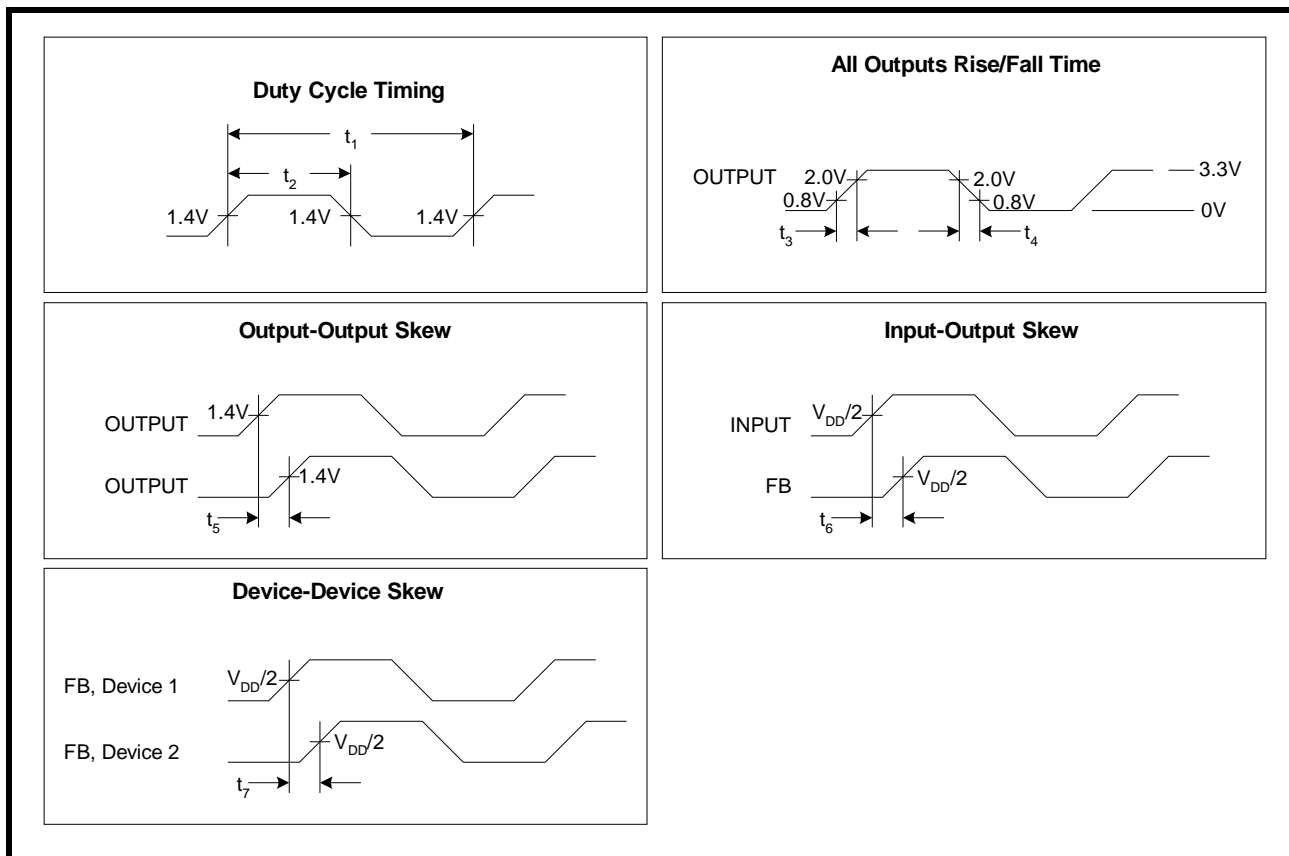 Duty Cycle Timing
t1
t2
1.4V 1.4V 1.4V
All Outputs Rise/Fall Time
OUTPUT 2.0V 2.0V 3.3V
0.8V 0.8V 0V
t3 t4
Output-Output Skew
OUTPUT 1.4V
OUTPUT 1.4V
t5
Input-Output Skew
INPUT VDD/2
FB VDD/2
t6
Device-Device Skew
FB, Device 1 VDD/2
FB, Device 2 VDD/2
t7